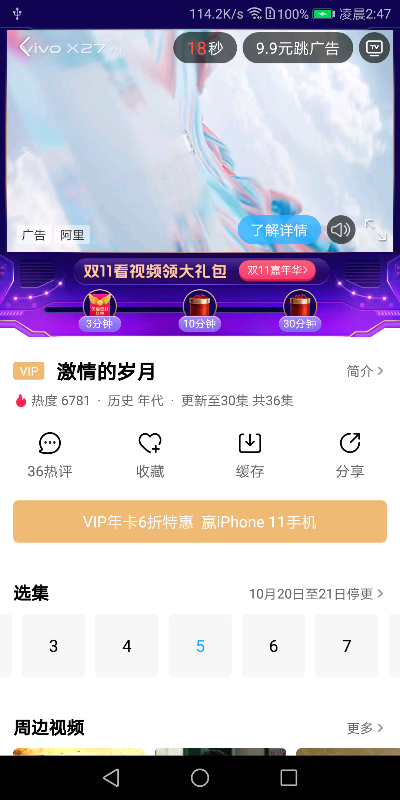 114.2K/s 100% 凌晨2:47
vivo X27
18秒
9.9元跳广告
TV
了解详情
广告 阿里
双11看视频领大礼包
双11嘉年华>
3分钟
10分钟
30分钟
VIP 激情的岁月
简介 >
热度 6791 · 历史 年代 · 更新至30集 共36集
36热评
收藏
缓存
分享
VIP年卡6折特惠 赢iPhone 11手机
选集
10月20日至21日停更 >
3
4
5
6
7
周边视频
更多 >